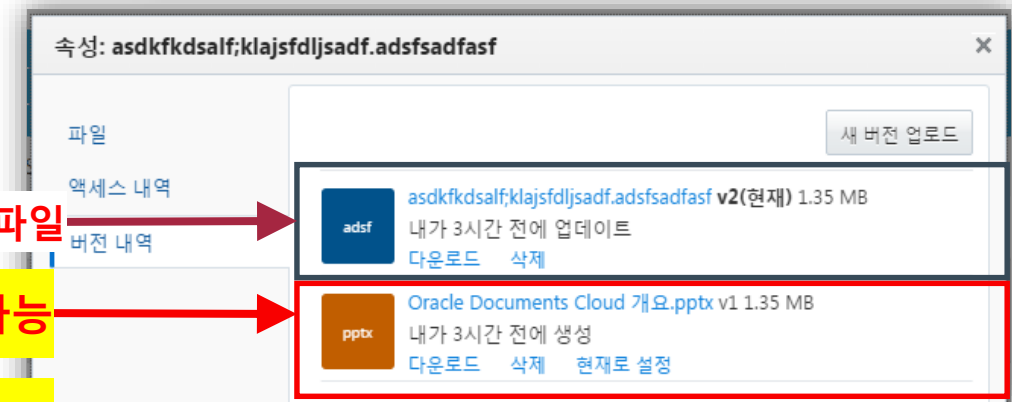 속성: asdkfkdsalf;klajsfdljsadf.adsfsadfasf ×
파일
액세스 내역
버전 내역
새 버전 업로드
파일
adsf
asdkfkdsalf;klajsfdljsadf.adsfsadfasf v2(현재) 1.35 MB
내가 3시간 전에 업데이트
다운로드 삭제
능
pptx
Oracle Documents Cloud 개요.pptx v1 1.35 MB
내가 3시간 전에 생성
다운로드 삭제 현재로 설정